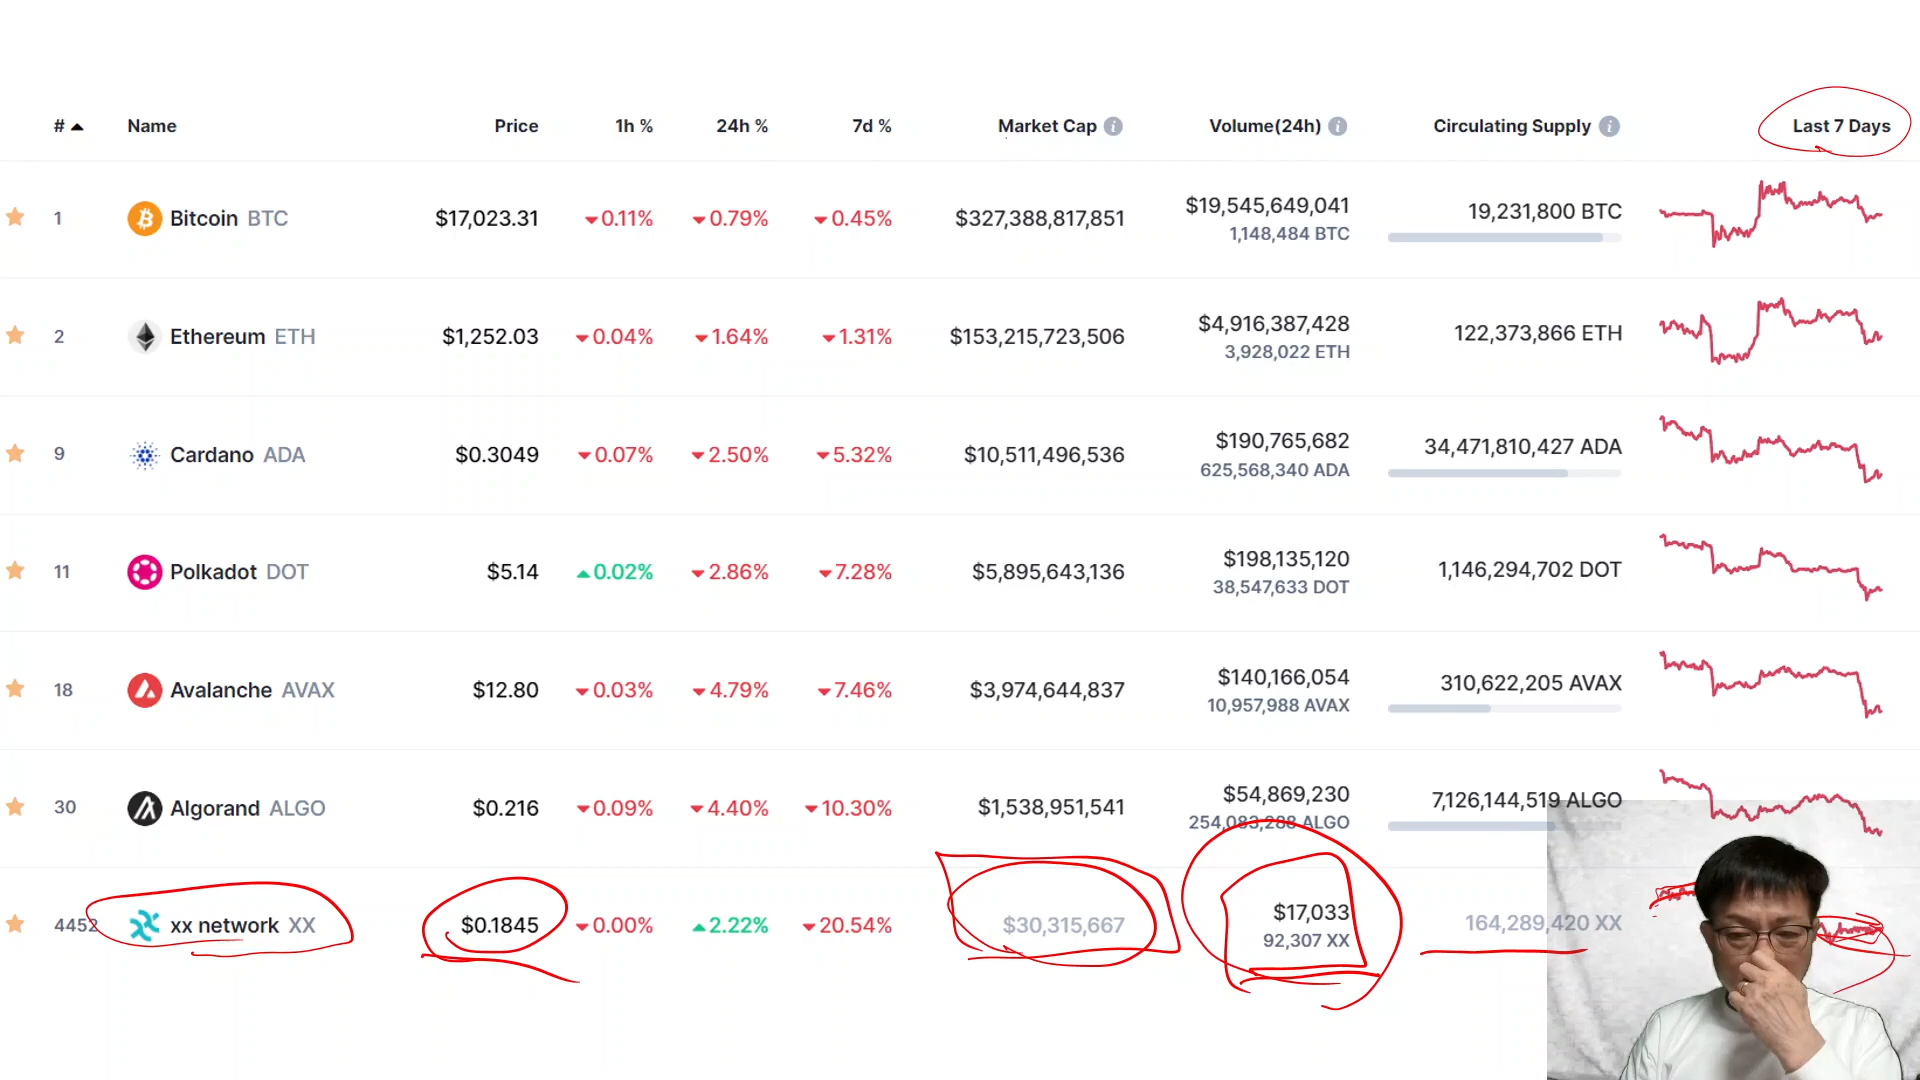 # Name Price 1h % 24h % 7d % Market Cap Volume(24h) Circulating Supply Last 7 Days
1 Bitcoin BTC $17,023.31 0.11% 0.79% 0.45% $327,388,817,851 $19,545,649,041 19,231,800 BTC
1,148,484 BTC
2 Ethereum ETH $1,252.03 0.04% 1.64% 1.31% $153,215,723,506 $4,916,387,428 122,373,866 ETH
3,928,022 ETH
9 Cardano ADA $0.3049 0.07% 2.50% 5.32% $10,511,496,536 $190,765,682 34,471,810,427 ADA
625,568,340 ADA
11 Polkadot DOT $5.14 0.02% 2.86% 7.28% $5,895,643,136 $198,135,120 1,146,294,702 DOT
38,547,633 DOT
18 Avalanche AVAX $12.80 0.03% 4.79% 7.46% $3,974,644,837 $140,166,054 310,622,205 AVAX
10,957,988 AVAX
30 Algorand ALGO $0.216 0.09% 4.40% 10.30% $1,538,951,541 $54,869,230 7,126,144,519 ALGO
254,083,288 ALGO
4452 xx network XX $0.1845 0.00% 2.22% 20.54% $30,315,667 $17,033 164,289,420 XX
92,307 XX